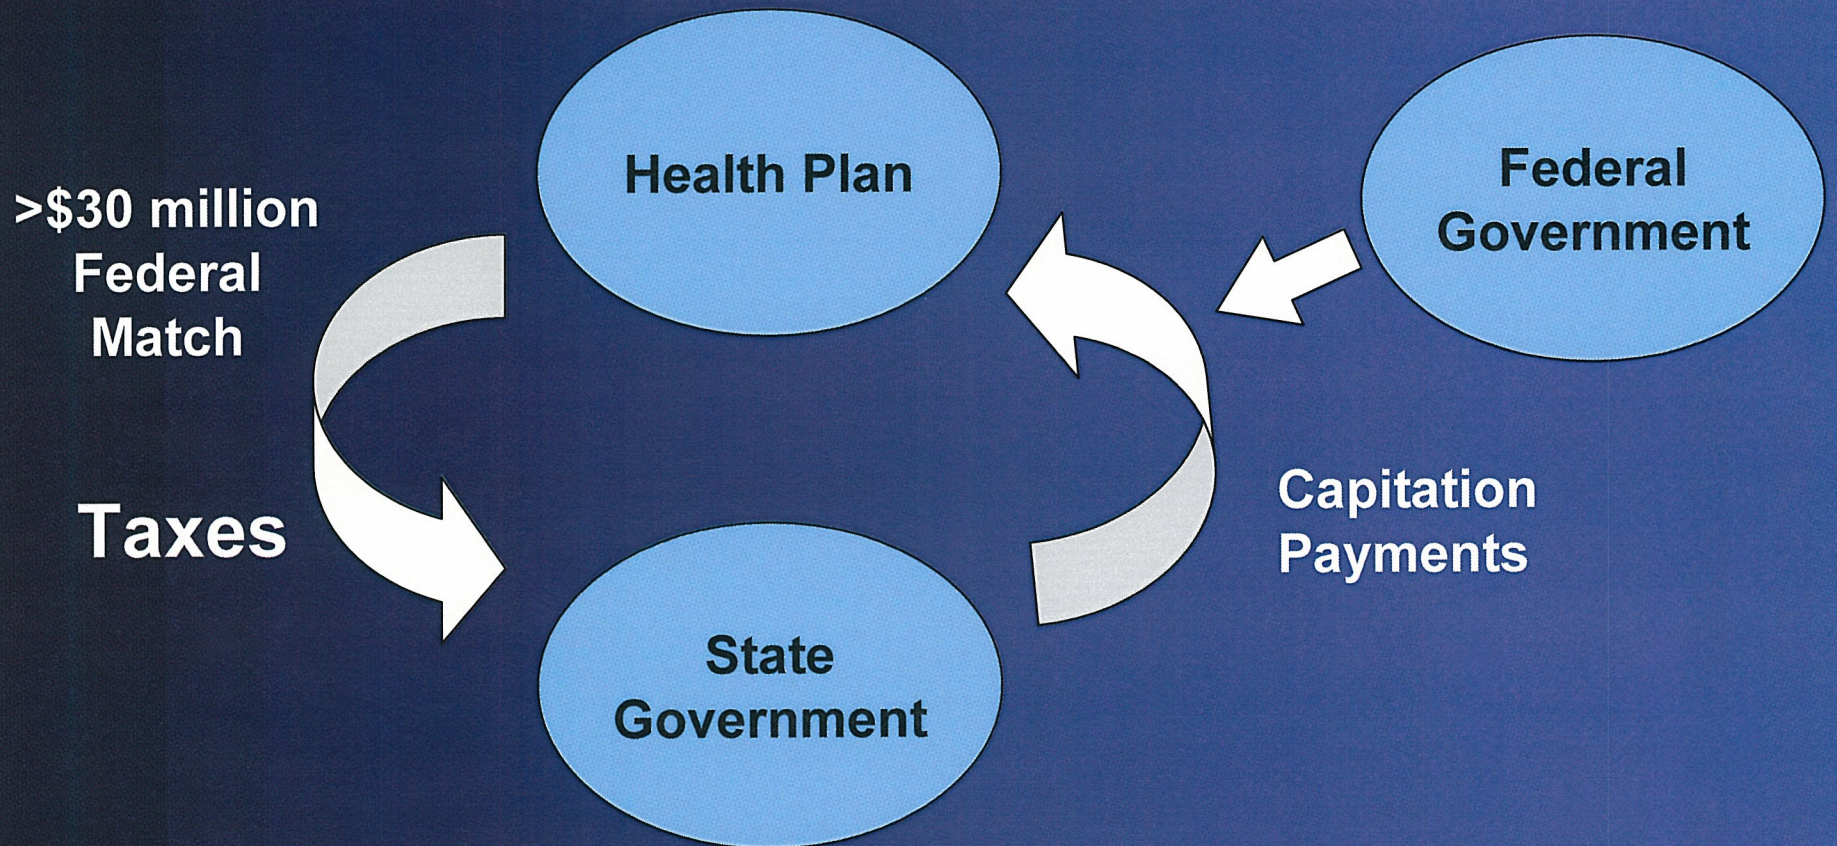 Health Plan
Federal
Government
>$30 million
Federal
Match
Taxes
Capitation
Payments
State
Government